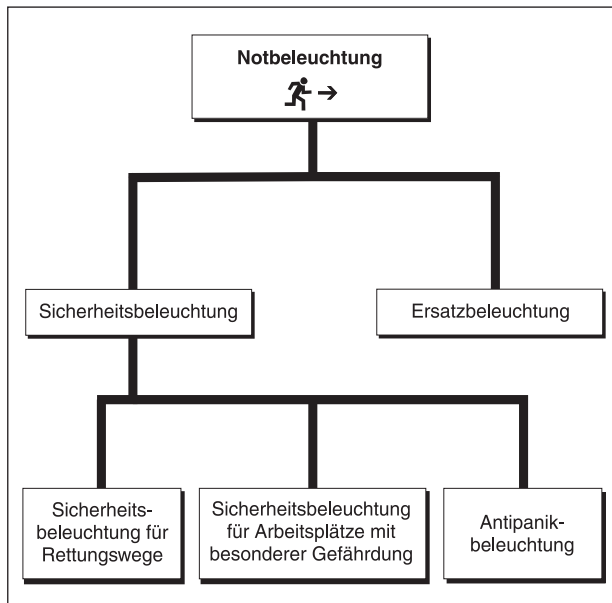 Notbeleuchtung
Sicherheitsbeleuchtung
Ersatzbeleuchtung
Sicherheits-
beleuchtung für
Rettungswege
Sicherheitsbeleuchtung
für Arbeitsplätze mit
besonderer Gefährdung
Antipanik-
beleuchtung